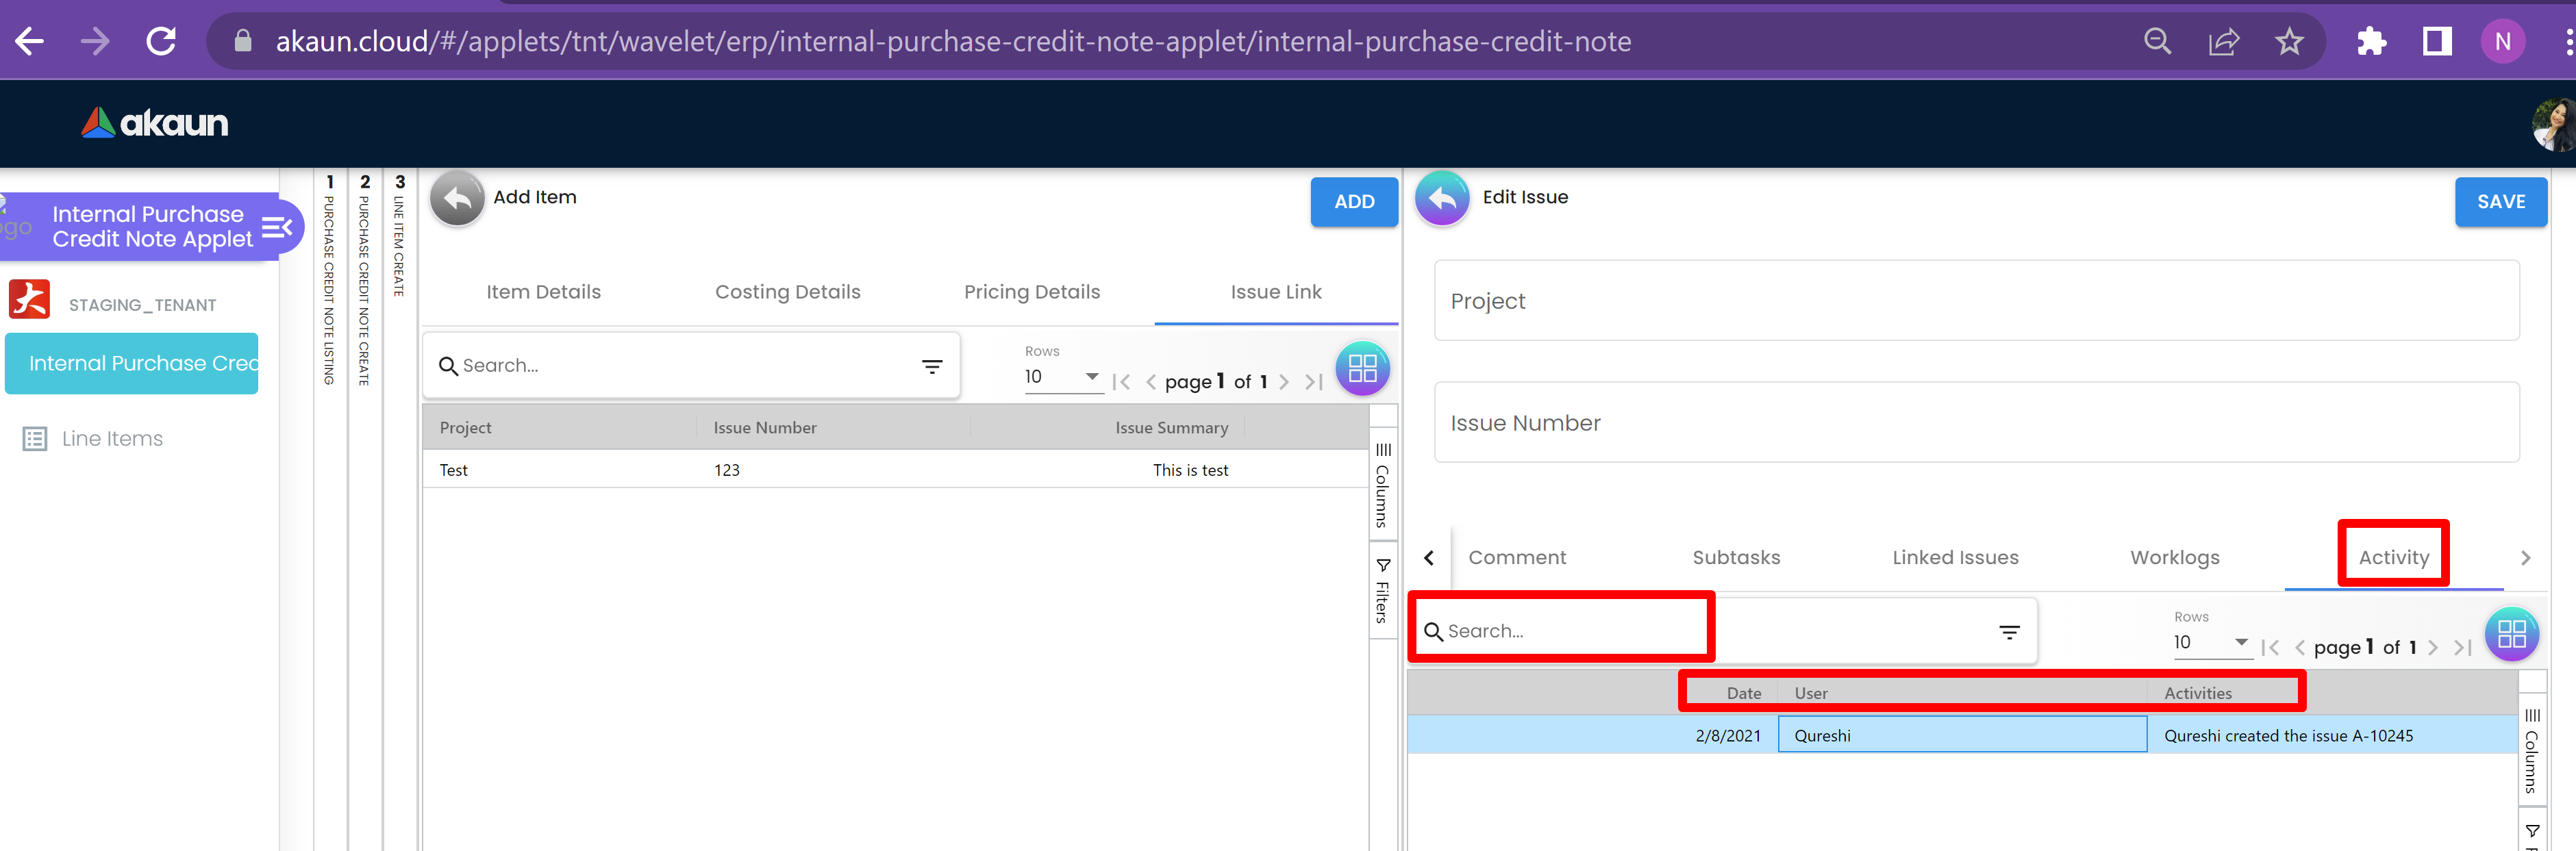 akaun.cloud/#/applets/tnt/wavelet/erp/internal-purchase-credit-note-applet/internal-purchase-credit-note
N
akaun
Internal Purchase
Credit Note Applet
STAGING_TENANT
Internal Purchase Cred
Line Items
1 PURCHASE CREDIT NOTE LISTING
2 PURCHASE CREDIT NOTE CREATE
3 LINE ITEM CREATE
Add Item
ADD
Item Details Costing Details Pricing Details Issue Link
Search...
Rows
10
page 1 of 1
Project Issue Number Issue Summary
Test 123 This is test
Columns
Filters
Edit Issue
SAVE
Project
Issue Number
Comment Subtasks Linked Issues Worklogs Activity
Search...
Rows
10
page 1 of 1
Date User Activities
2/8/2021 Qureshi Qureshi created the issue A-10245
Columns